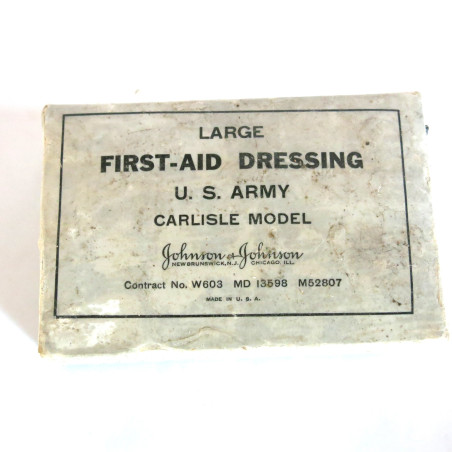 LARGE
FIRST-AID DRESSING
U. S. ARMY
CARLISLE MODEL
Johnson & Johnson
NEW BRUNSWICK, N.J. CHICAGO, ILL.
Contract No. W603 MD 13598 M52807
MADE IN U. S. A.